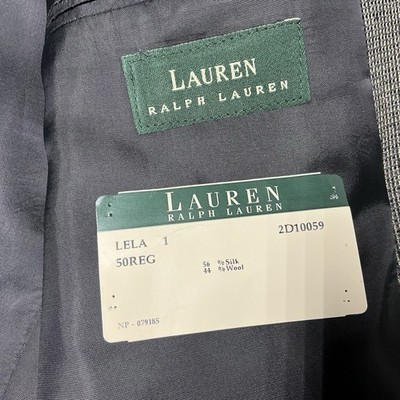 LAUREN
RALPH LAUREN
LAUREN
RALPH LAUREN
LELA 1 2D10059
50REG
56 %Silk
44 %Wool
NP - 079185